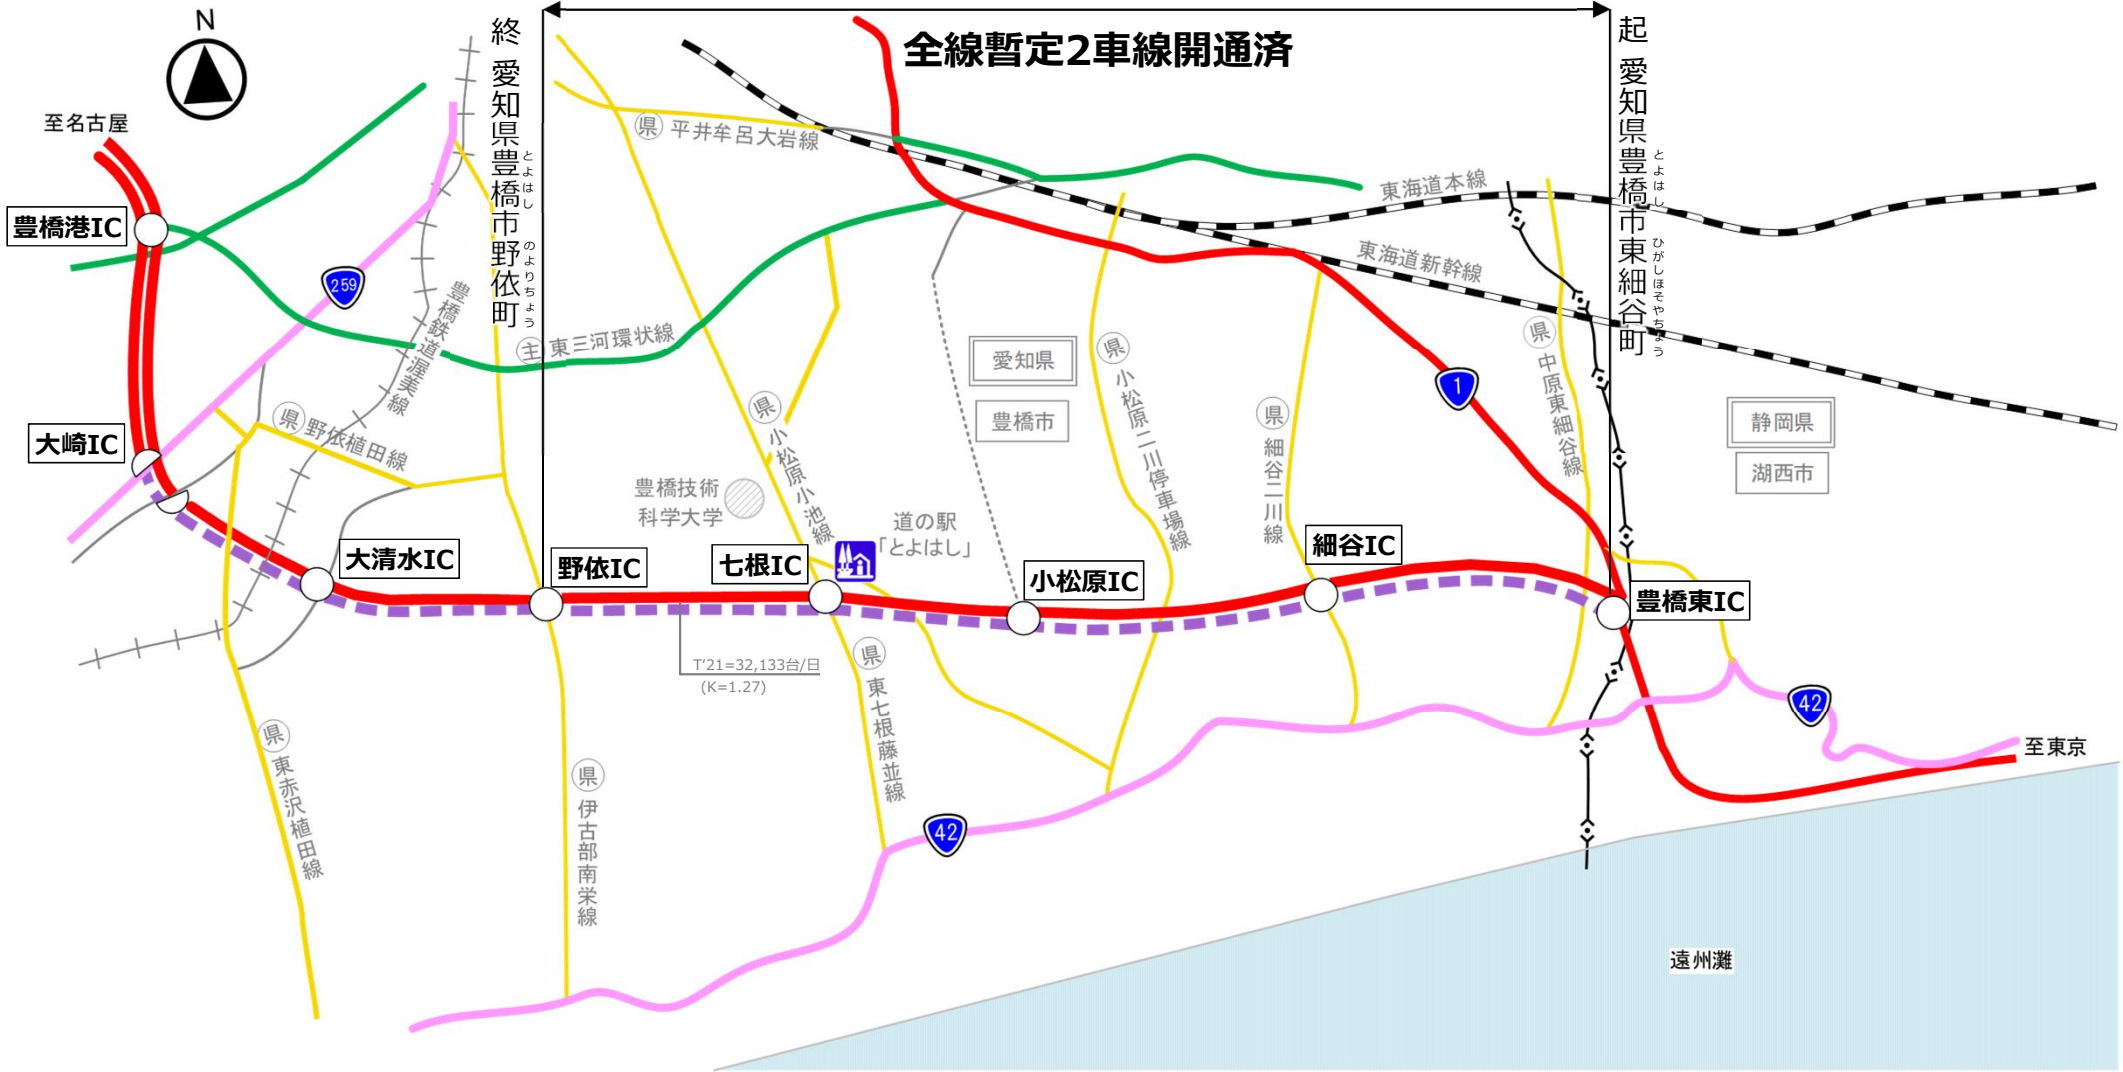 N
全線暫定2車線開通済
終 愛知県豊橋市野依町
とよはし
のよりちょう
起 愛知県豊橋市東細谷町
とよはし
ひがしほそやちょう
至名古屋
豊橋港IC
259
豊橋鉄道渥美線
県 平井牟呂大岩線
東海道本線
東海道新幹線
主 東三河環状線
大崎IC
県 野依植田線
愛知県
豊橋市
県 小松原小池線
県 小松原二川停車場線
県 細谷二川線
県 中原東細谷線
1
静岡県
湖西市
豊橋技術
科学大学
道の駅
「とよはし」
大清水IC
野依IC
七根IC
小松原IC
細谷IC
豊橋東IC
T'21=32,133台/日
(K=1.27)
県 東七根藤並線
県 東赤沢植田線
県 伊古部南栄線
42
42
至東京
遠州灘